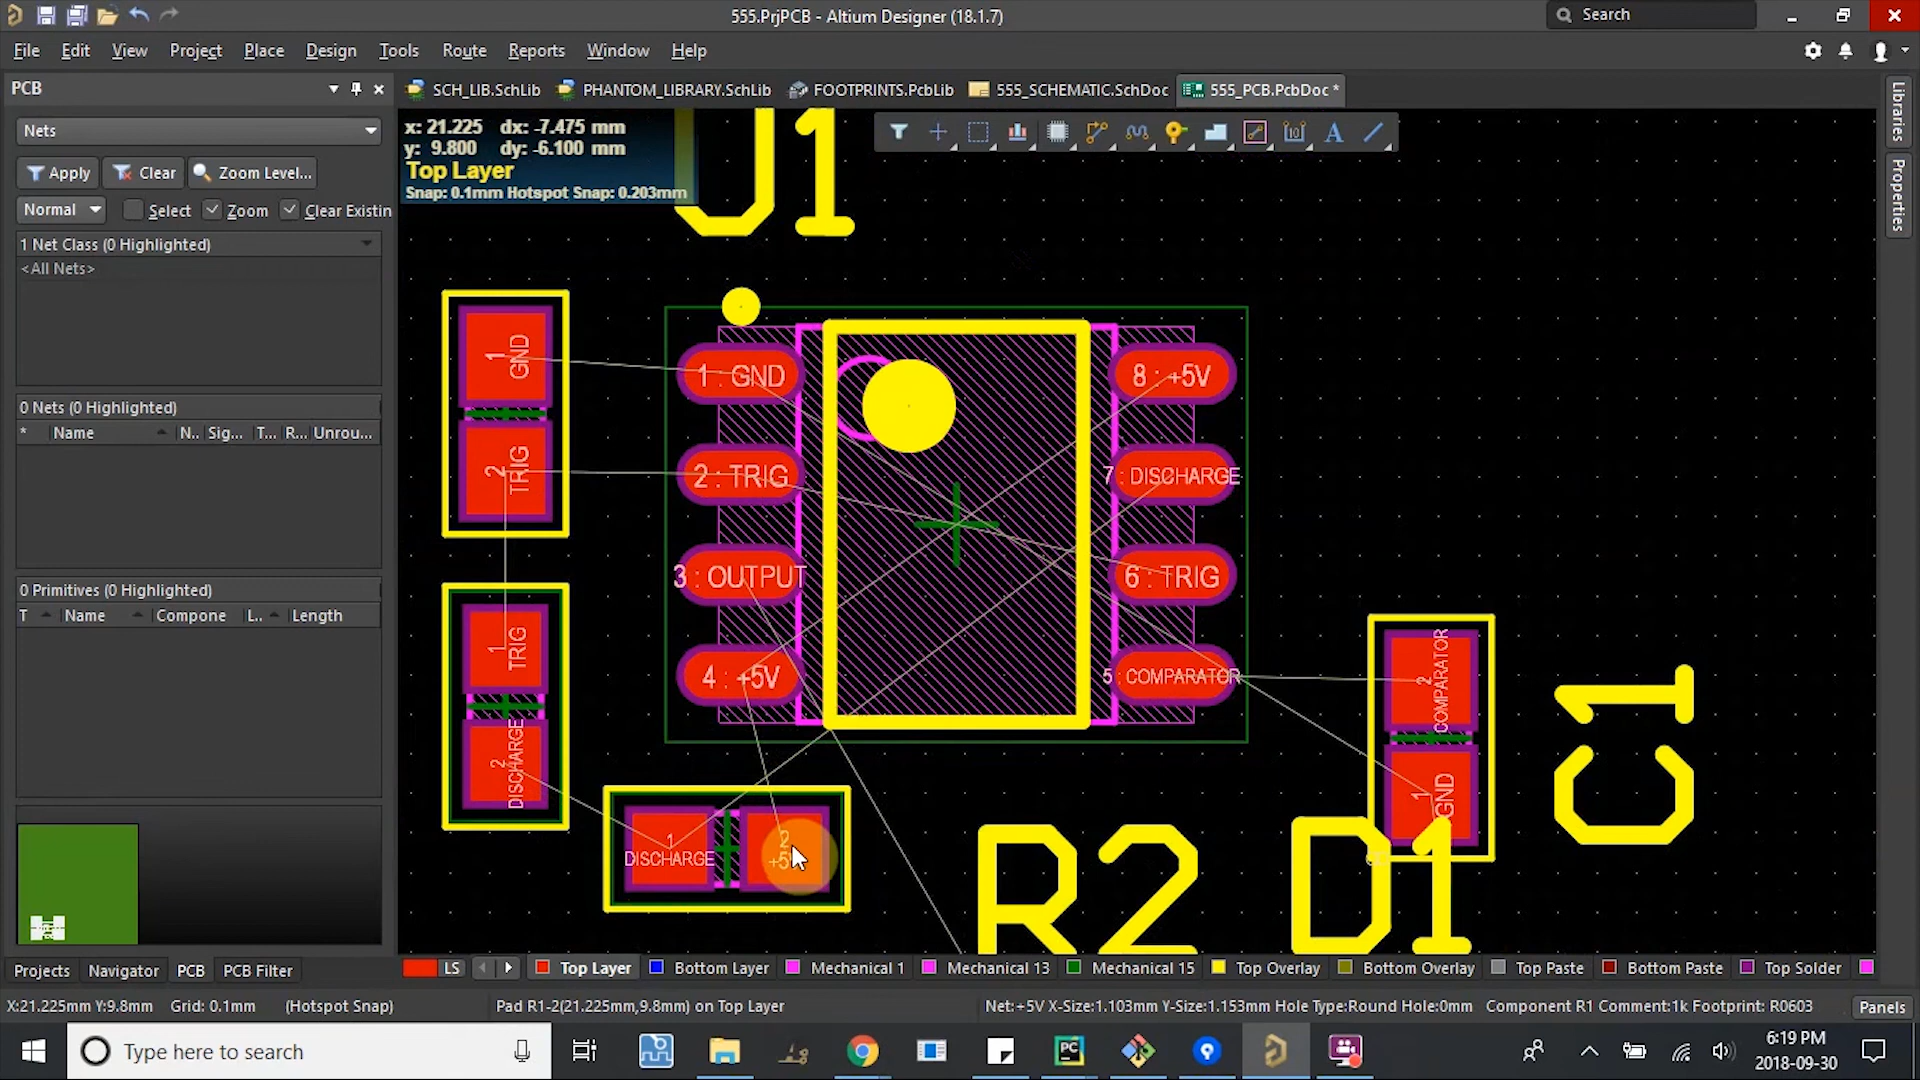 555.PrjPCB - Altium Designer (18.1.7)
Search
File Edit View Project Place Design Tools Route Reports Window Help
PCB
SCH_LIB.SchLib PHANTOM_LIBRARY.SchLib FOOTPRINTS.PcbLib 555_SCHEMATIC.SchDoc 555_PCB.PcbDoc *
Libraries
Properties
Nets
Apply Clear Zoom Level...
Normal Select Zoom Clear Existin
1 Net Class (0 Highlighted)
<All Nets>
0 Nets (0 Highlighted)
* Name N.. Sig... T... R... Unrou...
0 Primitives (0 Highlighted)
T Name Compone L.. Length
x: 21.225 dx: -7.475 mm
y: 9.800 dy: -6.100 mm
Top Layer
Snap: 0.1mm Hotspot Snap: 0.203mm
U1
1 GND
2 TRIG
1 TRIG
2 DISCHARGE
1 : GND
2 : TRIG
3 : OUTPUT
4 : +5V
8 : +5V
7 : DISCHARGE
6 : TRIG
5 : COMPARATOR
1
DISCHARGE
2
+5V
2 COMPARATOR
1 GND
C1
R2
D1
Projects Navigator PCB PCB Filter
LS Top Layer Bottom Layer Mechanical 1 Mechanical 13 Mechanical 15 Top Overlay Bottom Overlay Top Paste Bottom Paste Top Solder
X:21.225mm Y:9.8mm Grid: 0.1mm (Hotspot Snap) Pad R1-2(21.225mm,9.8mm) on Top Layer Net:+5V X-Size:1.103mm Y-Size:1.153mm Hole Type:Round Hole:0mm Component R1 Comment:1k Footprint: R0603 Panels
Type here to search
PC
6:19 PM
2018-09-30